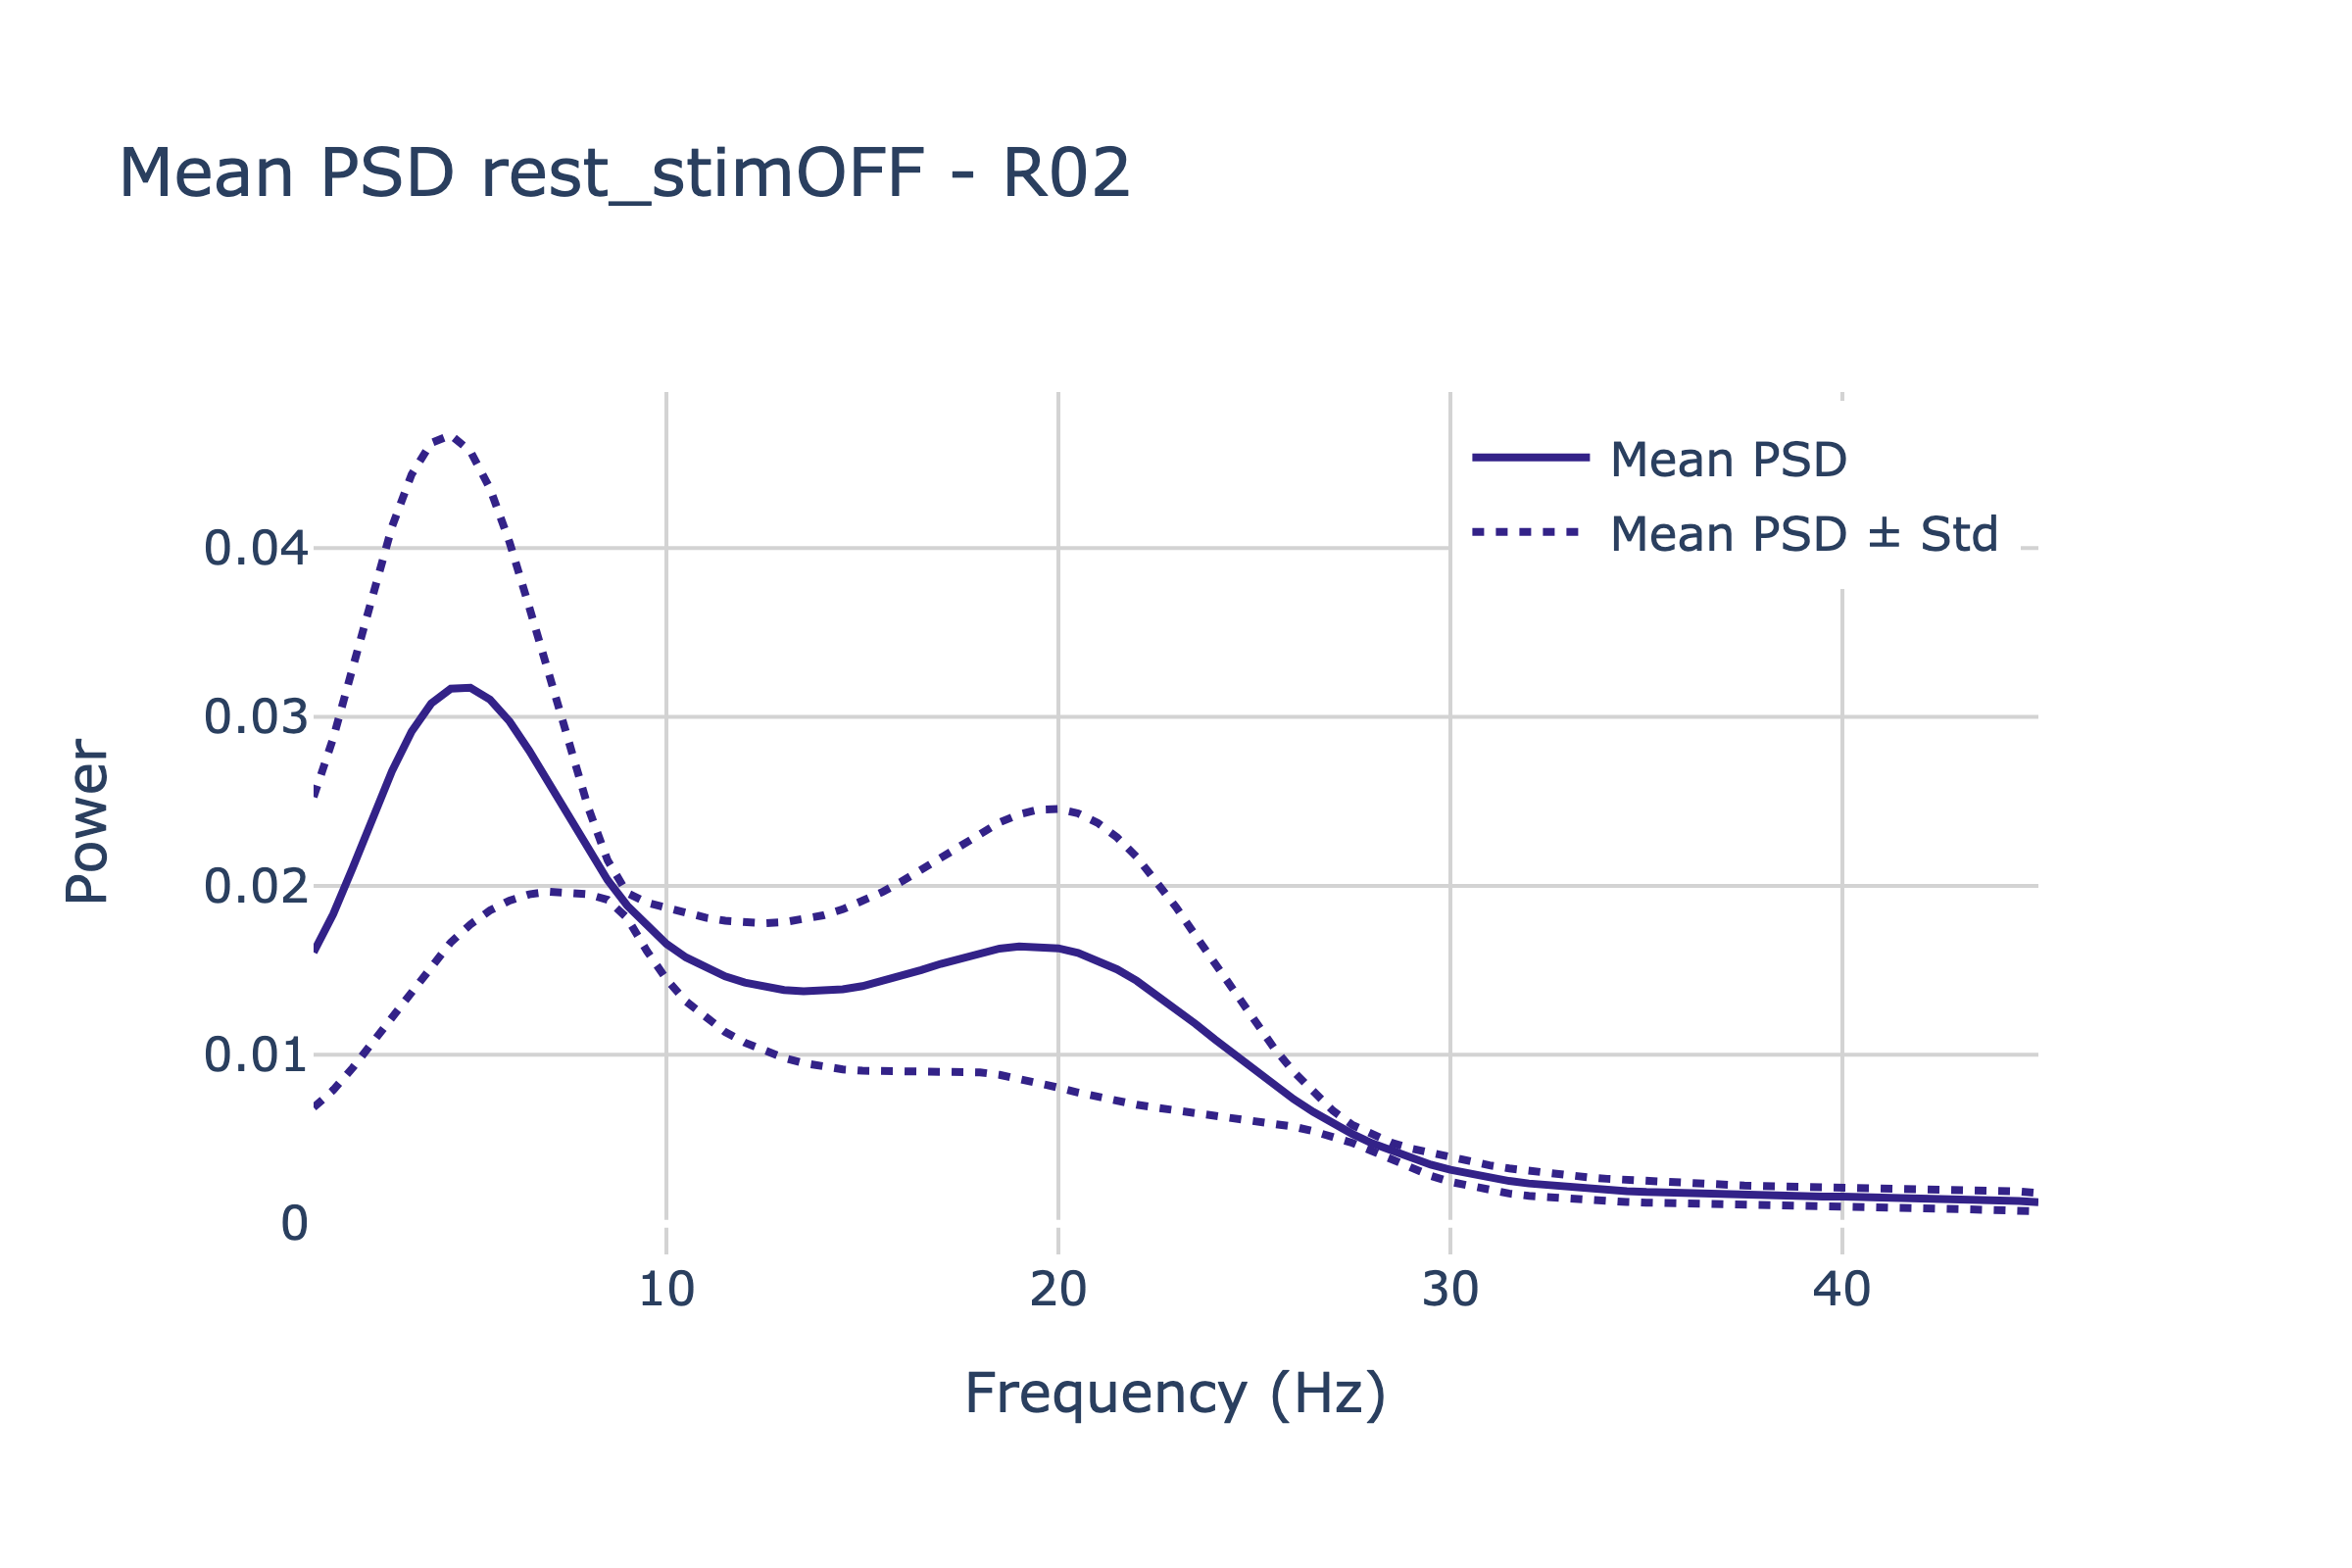 Mean PSD rest_stimOFF - R02
Mean PSD
Mean PSD ± Std
0.04
0.03
0.02
0.01
0
Power
10
20
30
40
Frequency (Hz)